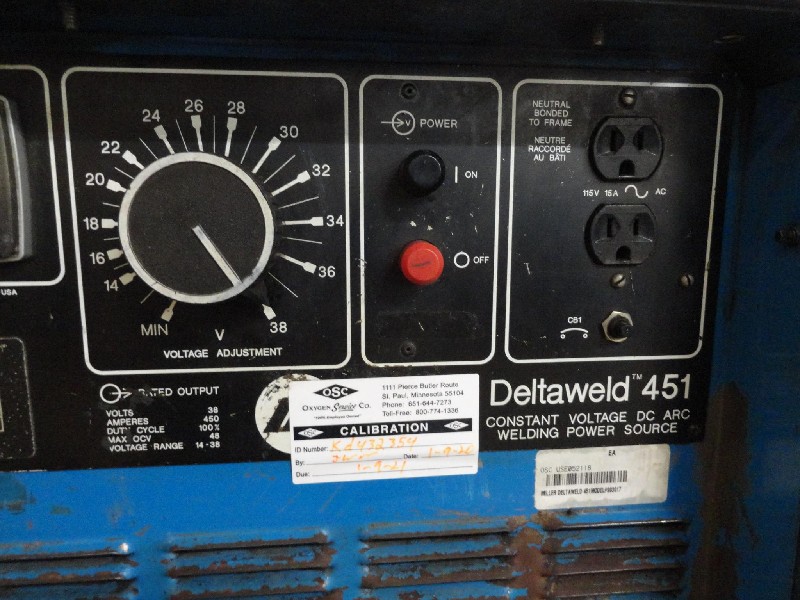 26
28
24
30
22
32
20
18
34
16
36
14
38
MIN
V
VOLTAGE ADJUSTMENT
V POWER
ON
OFF
NEUTRAL
BONDED
TO FRAME
NEUTRE
RACCORDÉ
AU BÂTI
115V 15A AC
CB1
USA
RATED OUTPUT
VOLTS 38
AMPERES 450
DUTY CYCLE 100%
MAX OCV 48
VOLTAGE RANGE 14-38
OSC
OXYGEN Service CO.
1111 Pierce Butler Route
St. Paul, Minnesota 55104
Phone: 651-644-7273
Toll-Free: 800-774-1336
CALIBRATION
ID Number: Kd432354
By: Date:
Due: 1-9-21
Deltaweld™ 451
CONSTANT VOLTAGE DC ARC
WELDING POWER SOURCE
EA